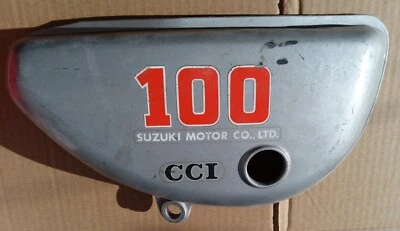 100
SUZUKI MOTOR CO., LTD.
CCI